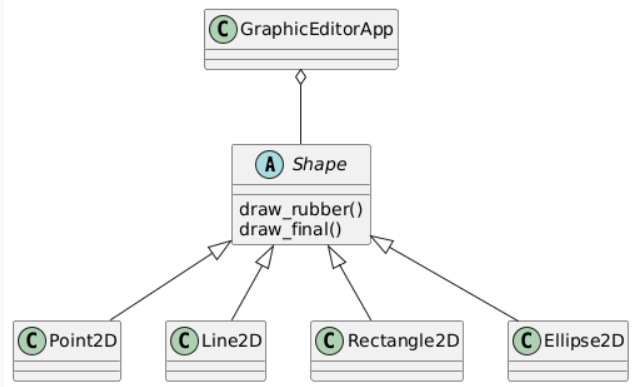 C GraphicEditorApp
A Shape
draw_rubber()
draw_final()
C Point2D
C Line2D
C Rectangle2D
C Ellipse2D